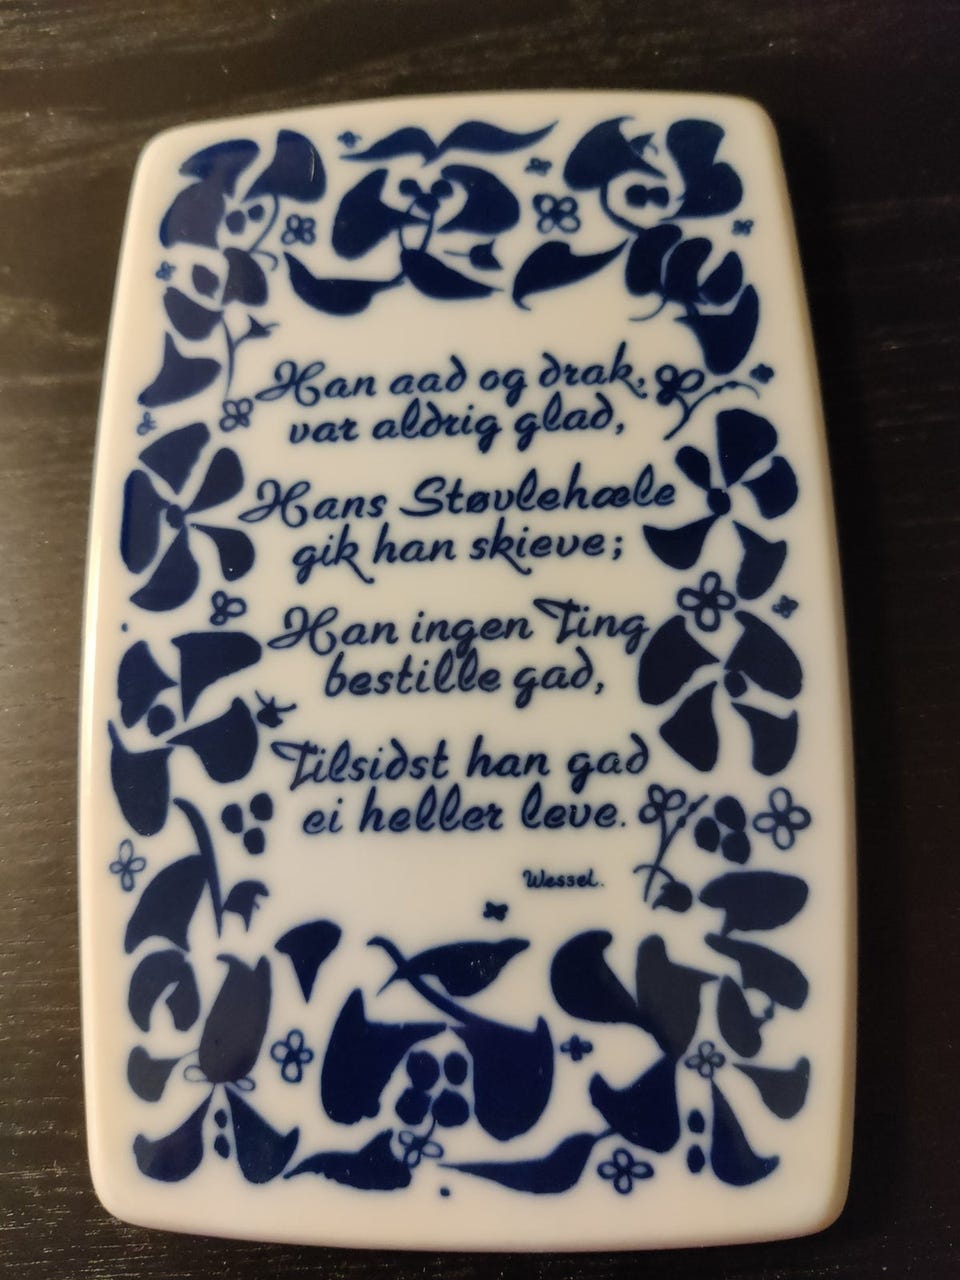 Han aad og drak,
var aldrig glad,
Hans Støvlehæle
gik han skieve;
Han ingen Ting
bestille gad,
Tilsidst han gad
ei heller leve.
Wessel.